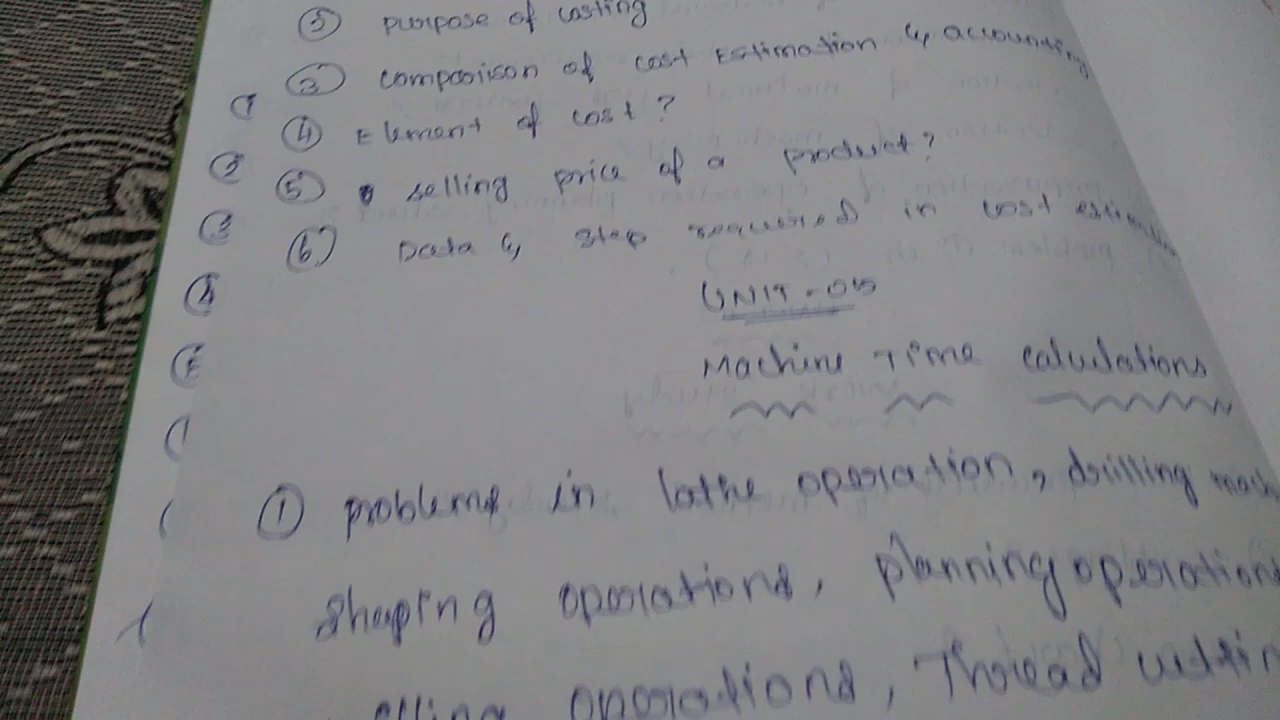 purpose of costing
③ comparison of cost Estimation & accounting
④ Element of cost?
⑤ selling price of a product?
⑥ Data & step required in cost
UNIT-05
Machine Time calculations
① problems in lathe operation, drilling
shaping operations, planning operations
operations, Thread